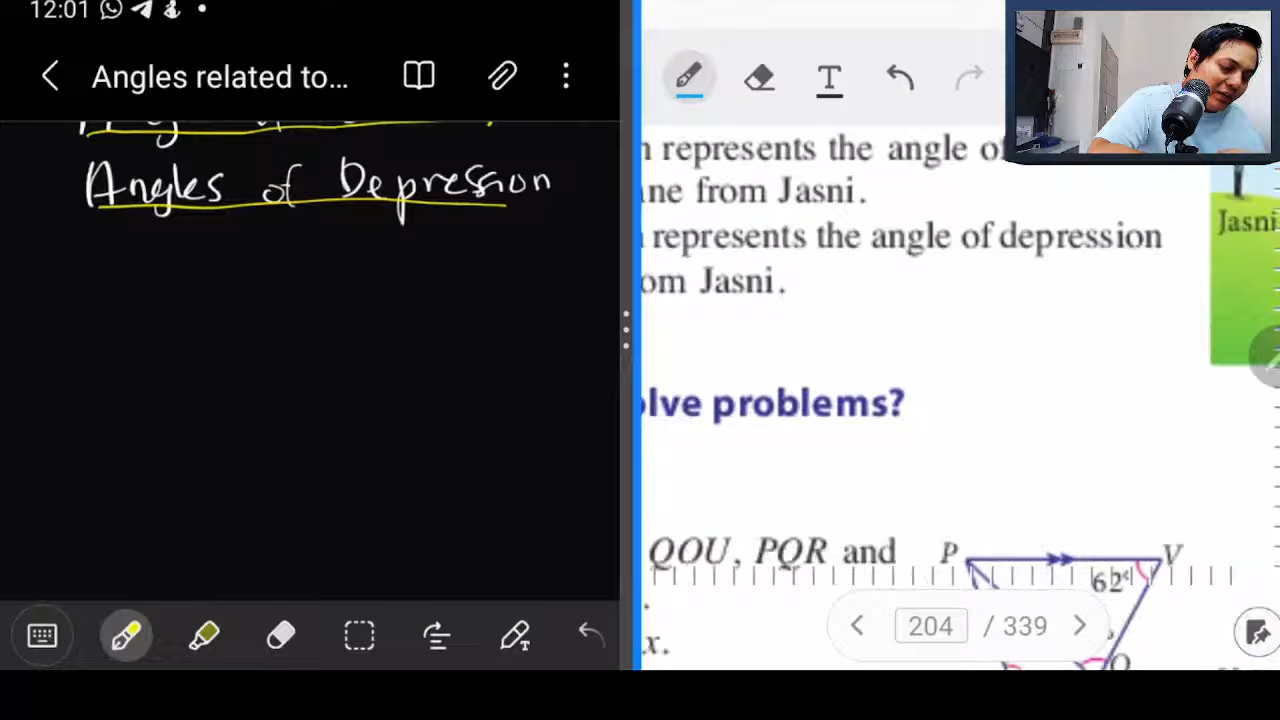 12:01
Angles related to...
Angles of Depression
represents the angle of
ne from Jasni.
represents the angle of depression
om Jasni.
Jasni
lve problems?
QOU, PQR and
P
V
62°
x.
Q
204 / 339
T